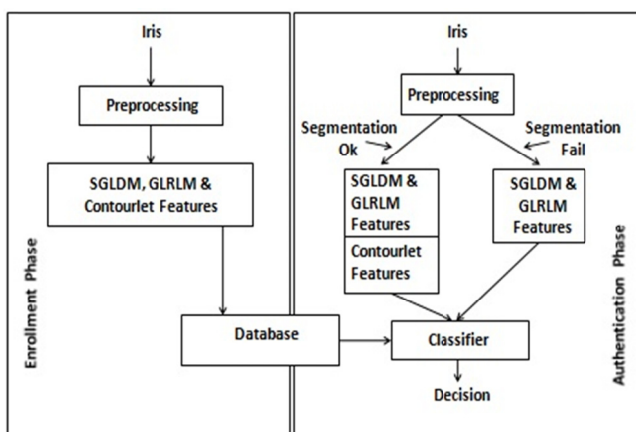 Iris
Preprocessing
SGLDM, GLRLM &
Contourlet Features
Enrollment Phase
Database
Iris
Preprocessing
Segmentation
Ok
Segmentation
Fail
SGLDM &
GLRLM
Features
Contourlet
Features
SGLDM &
GLRLM
Features
Classifier
Decision
Authentication Phase